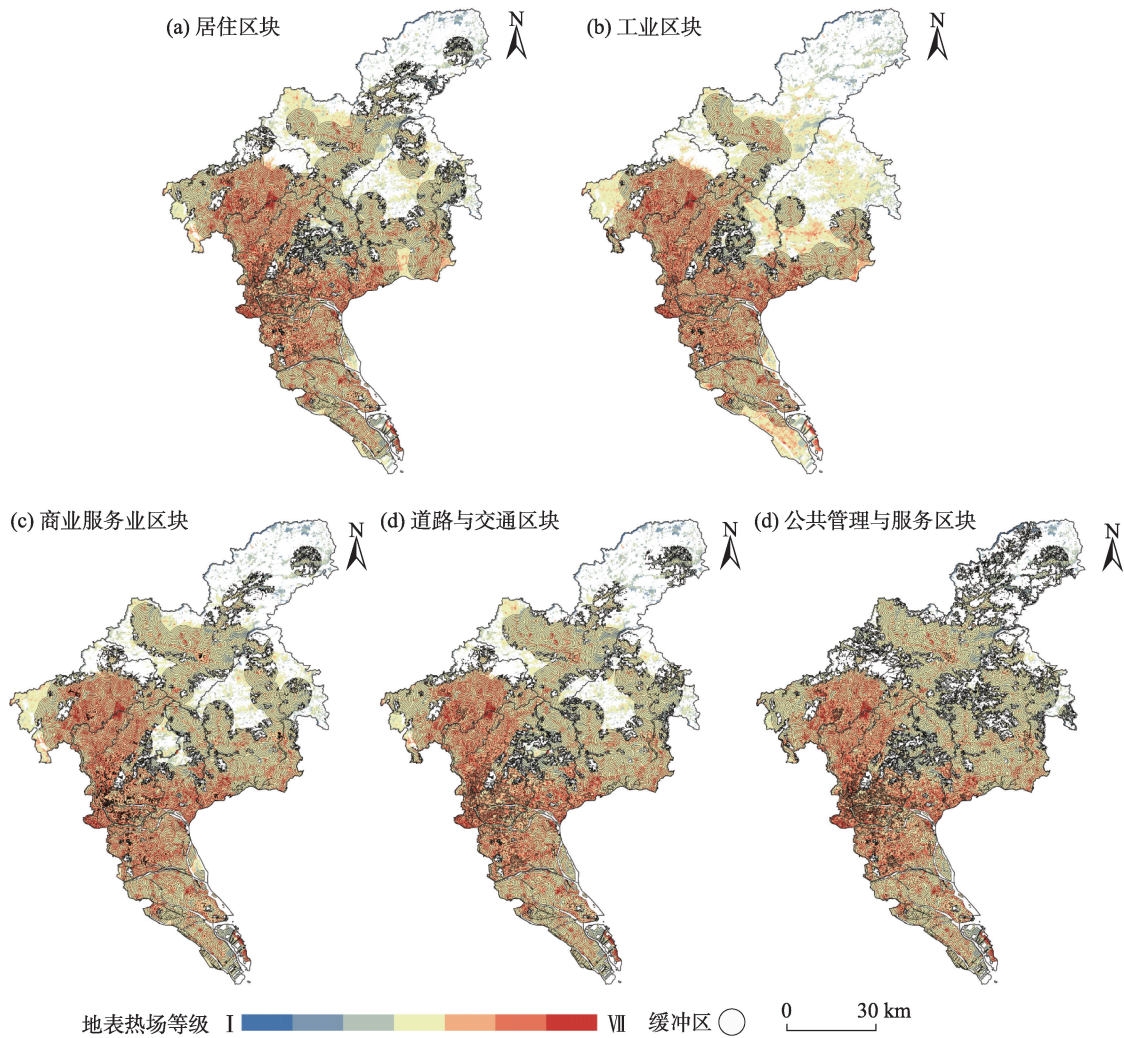 (a) 居住区块
N
(b) 工业区块
N
(c) 商业服务业区块
N
(d) 道路与交通区块
N
(d) 公共管理与服务区块
N
地表热场等级 Ⅰ Ⅶ 缓冲区 0 30 km